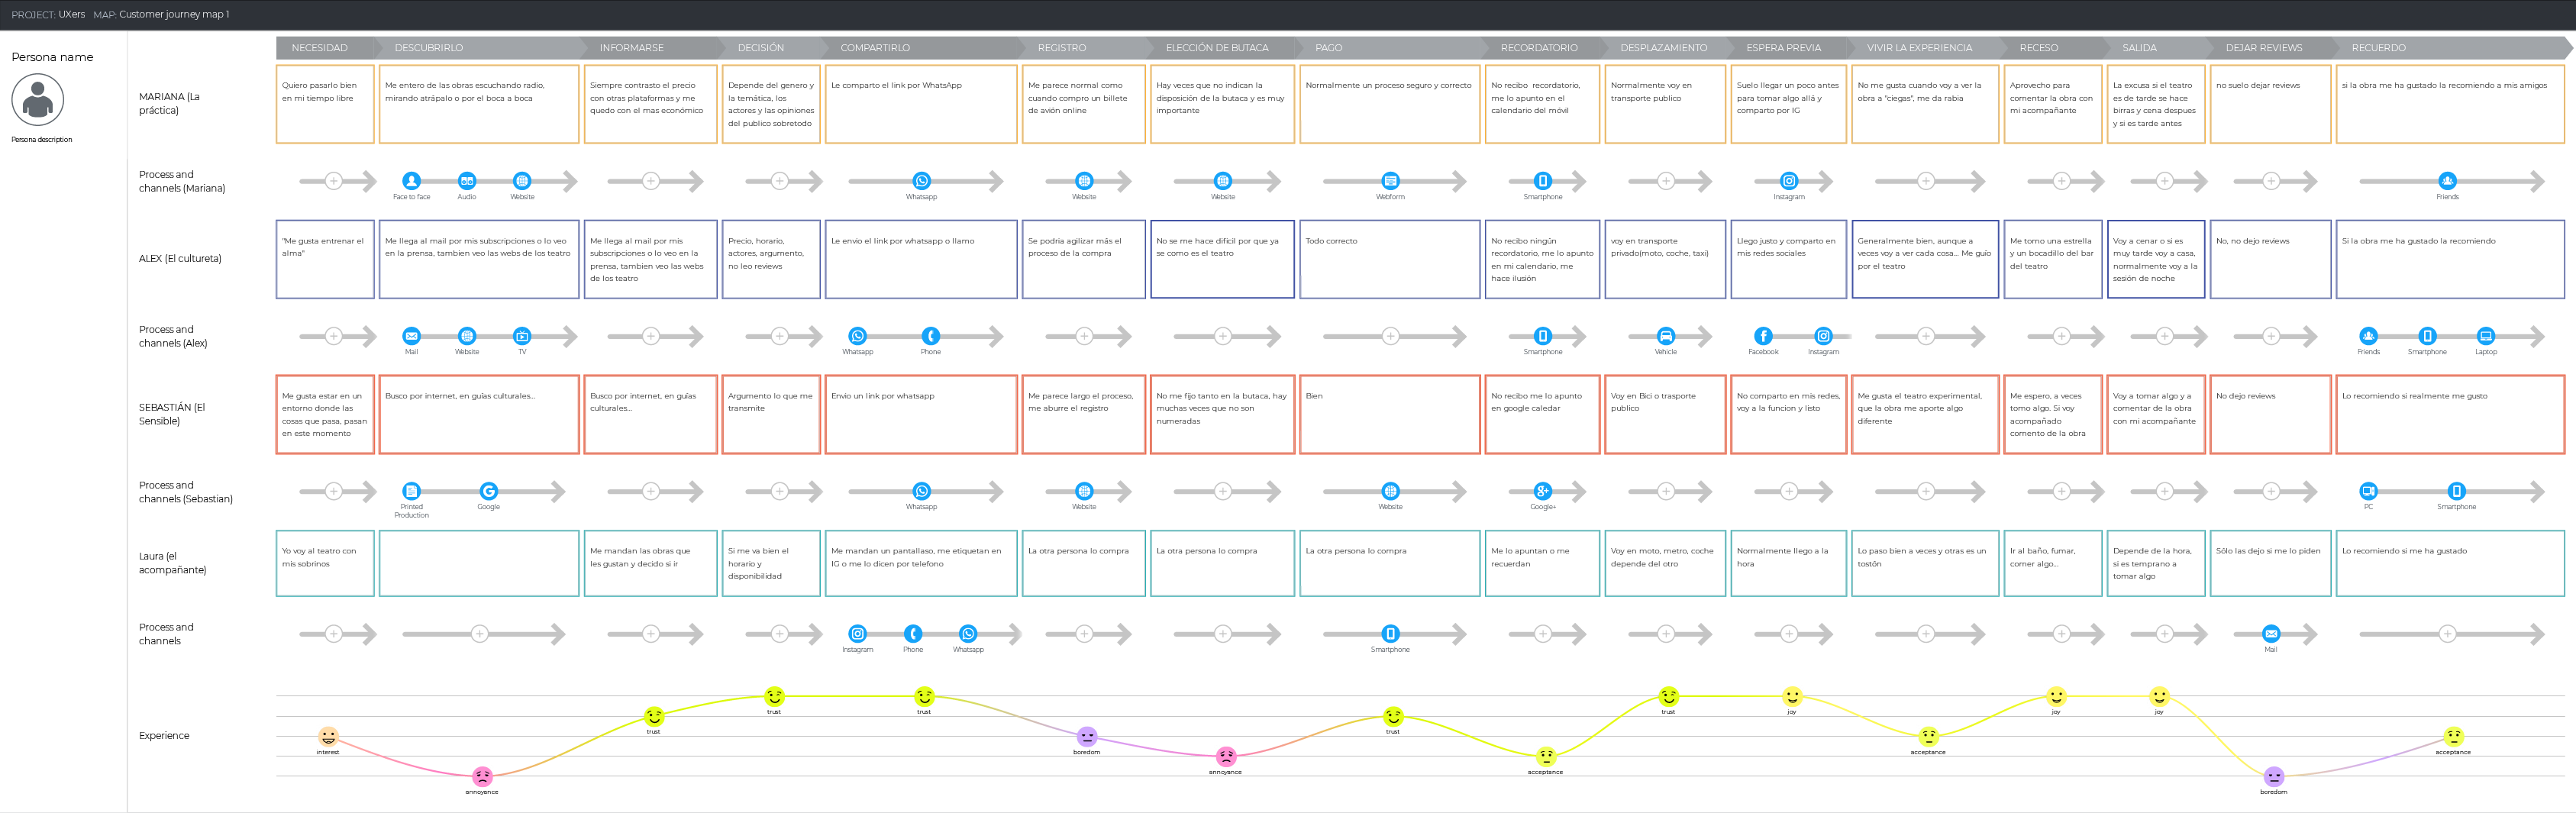 PROJECT: UXers MAP: Customer journey map 1
Persona name
Persona description
NECESIDAD
DESCUBRIRLO
INFORMARSE
DECISIÓN
COMPARTIRLO
REGISTRO
ELECCIÓN DE BUTACA
PAGO
RECORDATORIO
DESPLAZAMIENTO
ESPERA PREVIA
VIVIR LA EXPERIENCIA
RECESO
SALIDA
DEJAR REVIEWS
RECUERDO
MARIANA (La
práctica)
Quiero pasarlo bien
en mi tiempo libre
Me entero de las obras escuchando radio,
mirando atrápalo o por el boca a boca
Siempre contrasto el precio
con otras plataformas y me
quedo con el mas económico
Depende del genero y
la temática, los
actores y las opiniones
del publico sobretodo
Le comparto el link por WhatsApp
Me parece normal como
cuando compro un billete
de avión online
Hay veces que no indican la
disposición de la butaca y es muy
importante
Normalmente un proceso seguro y correcto
No recibo recordatorio,
me lo apunto en el
calendario del móvil
Normalmente voy en
transporte publico
Suelo llegar un poco antes
para tomar algo allá y
comparto por IG
No me gusta cuando voy a ver la
obra a "ciegas", me da rabia
Aprovecho para
comentar la obra con
mi acompañante
La excusa si el teatro
es de tarde se hace
birras y cena despues
y si es tarde antes
no suelo dejar reviews
si la obra me ha gustado la recomiendo a mis amigos
Process and
channels (Mariana)
Face to face
Audio
Website
Whatsapp
Website
Website
Webform
Smartphone
Instagram
Friends
ALEX (El cultureta)
"Me gusta entrenar el
alma"
Me llega al mail por mis subscripciones o lo veo
en la prensa, tambien veo las webs de los teatro
Me llega al mail por mis
subscripciones o lo veo en la
prensa, tambien veo las webs
de los teatro
Precio, horario,
actores, argumento,
no leo reviews
Le envio el link por whatsapp o llamo
Se podria agilizar más el
proceso de la compra
No se me hace dificil por que ya
se como es el teatro
Todo correcto
No recibo ningún
recordatorio, me lo apunto
en mi calendario, me
hace ilusión
voy en transporte
privado(moto, coche, taxi)
Llego justo y comparto en
mis redes sociales
Generalmente bien, aunque a
veces voy a ver cada cosa... Me guío
por el teatro
Me tomo una estrella
y un bocadillo del bar
del teatro
Voy a cenar o si es
muy tarde voy a casa,
normalmente voy a la
sesión de noche
No, no dejo reviews
Si la obra me ha gustado la recomiendo
Process and
channels (Alex)
Mail
Website
TV
Whatsapp
Phone
Smartphone
Vehicle
Facebook
Instagram
Friends
Smartphone
Laptop
SEBASTIÁN (El
Sensible)
Me gusta estar en un
entorno donde las
cosas que pasa, pasan
en este momento
Busco por internet, en guías culturales...
Busco por internet, en guías
culturales...
Argumento lo que me
transmite
Envio un link por whatsapp
Me parece largo el proceso,
me aburre el registro
No me fijo tanto en la butaca, hay
muchas veces que no son
numeradas
Bien
No recibo me lo apunto
en google caledar
Voy en Bici o trasporte
publico
No comparto en mis redes,
voy a la funcion y listo
Me gusta el teatro experimental,
que la obra me aporte algo
diferente
Me espero, a veces
tomo algo. Si voy
acompañado
comento de la obra
Voy a tomar algo y a
comentar de la obra
con mi acompañante
No dejo reviews
Lo recomiendo si realmente me gusto
Process and
channels (Sebastian)
Printed
Production
Google
Whatsapp
Website
Website
Google+
PC
Smartphone
Laura (el
acompañante)
Yo voy al teatro con
mis sobrinos
Me mandan las obras que
les gustan y decido si ir
Si me va bien el
horario y
disponibilidad
Me mandan un pantallaso, me etiquetan en
IG o me lo dicen por telefono
La otra persona lo compra
La otra persona lo compra
La otra persona lo compra
Me lo apuntan o me
recuerdan
Voy en moto, metro, coche
depende del otro
Normalmente llego a la
hora
Lo paso bien a veces y otras es un
tostón
Ir al baño, fumar,
comer algo...
Depende de la hora,
si es temprano a
tomar algo
Sólo las dejo si me lo piden
Lo recomiendo si me ha gustado
Process and
channels
Instagram
Phone
Whatsapp
Smartphone
Mail
Experience
interest
annoyance
trust
trust
trust
boredom
annoyance
trust
acceptance
trust
joy
acceptance
joy
joy
boredom
acceptance